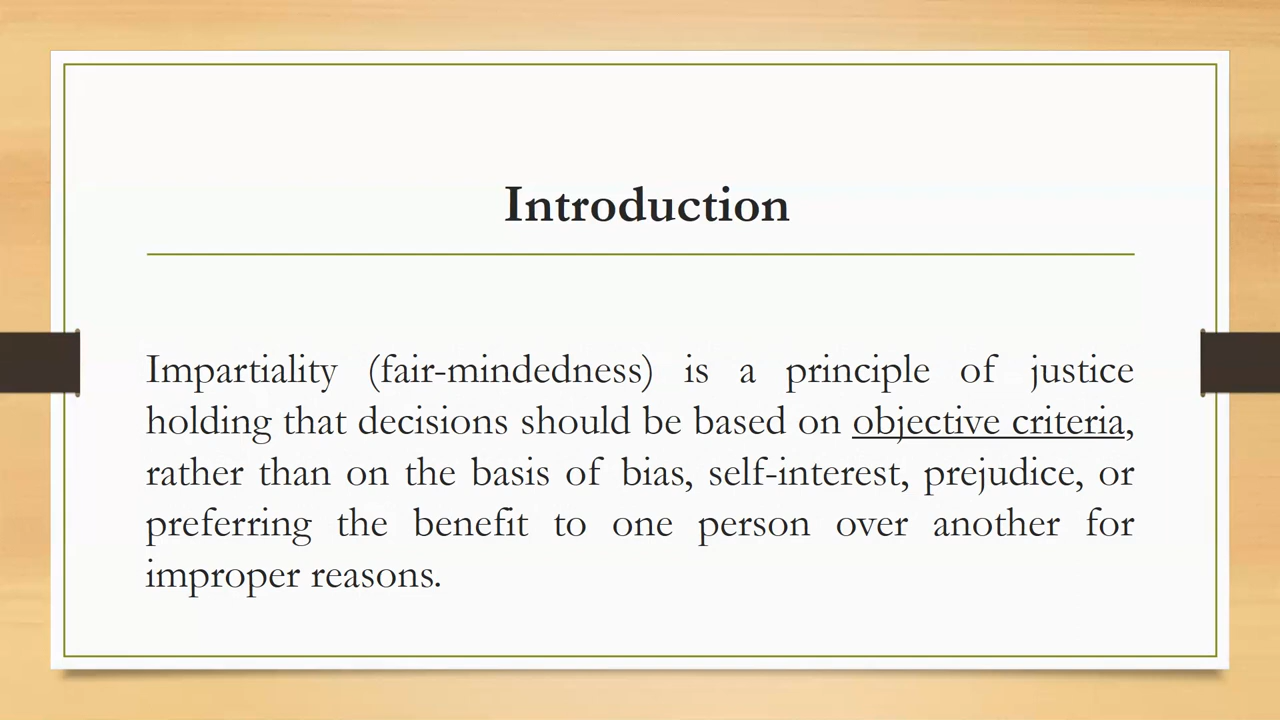 Introduction
Impartiality (fair-mindedness) is a principle of justice
holding that decisions should be based on objective criteria,
rather than on the basis of bias, self-interest, prejudice, or
preferring the benefit to one person over another for
improper reasons.